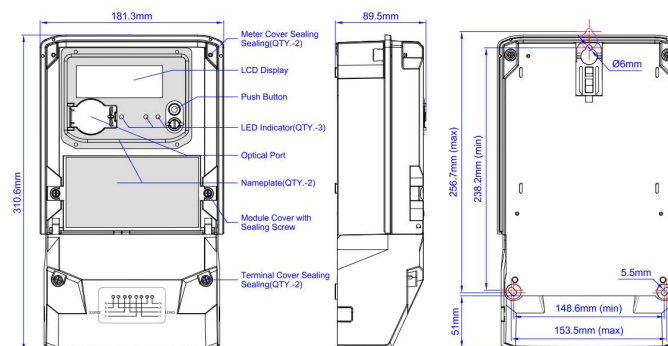 181.3mm
310.6mm
Meter Cover Sealing
Sealing(QTY.-2)
LCD Display
Push Button
LED Indicator(QTY.-3)
Optical Port
Nameplate(QTY.-2)
Module Cover with
Sealing Screw
Terminal Cover Sealing
Sealing(QTY.-2)
LOAD
89.5mm
Ø6mm
256.7mm (max)
238.2mm (min)
5.5mm
51mm
148.6mm (min)
153.5mm (max)